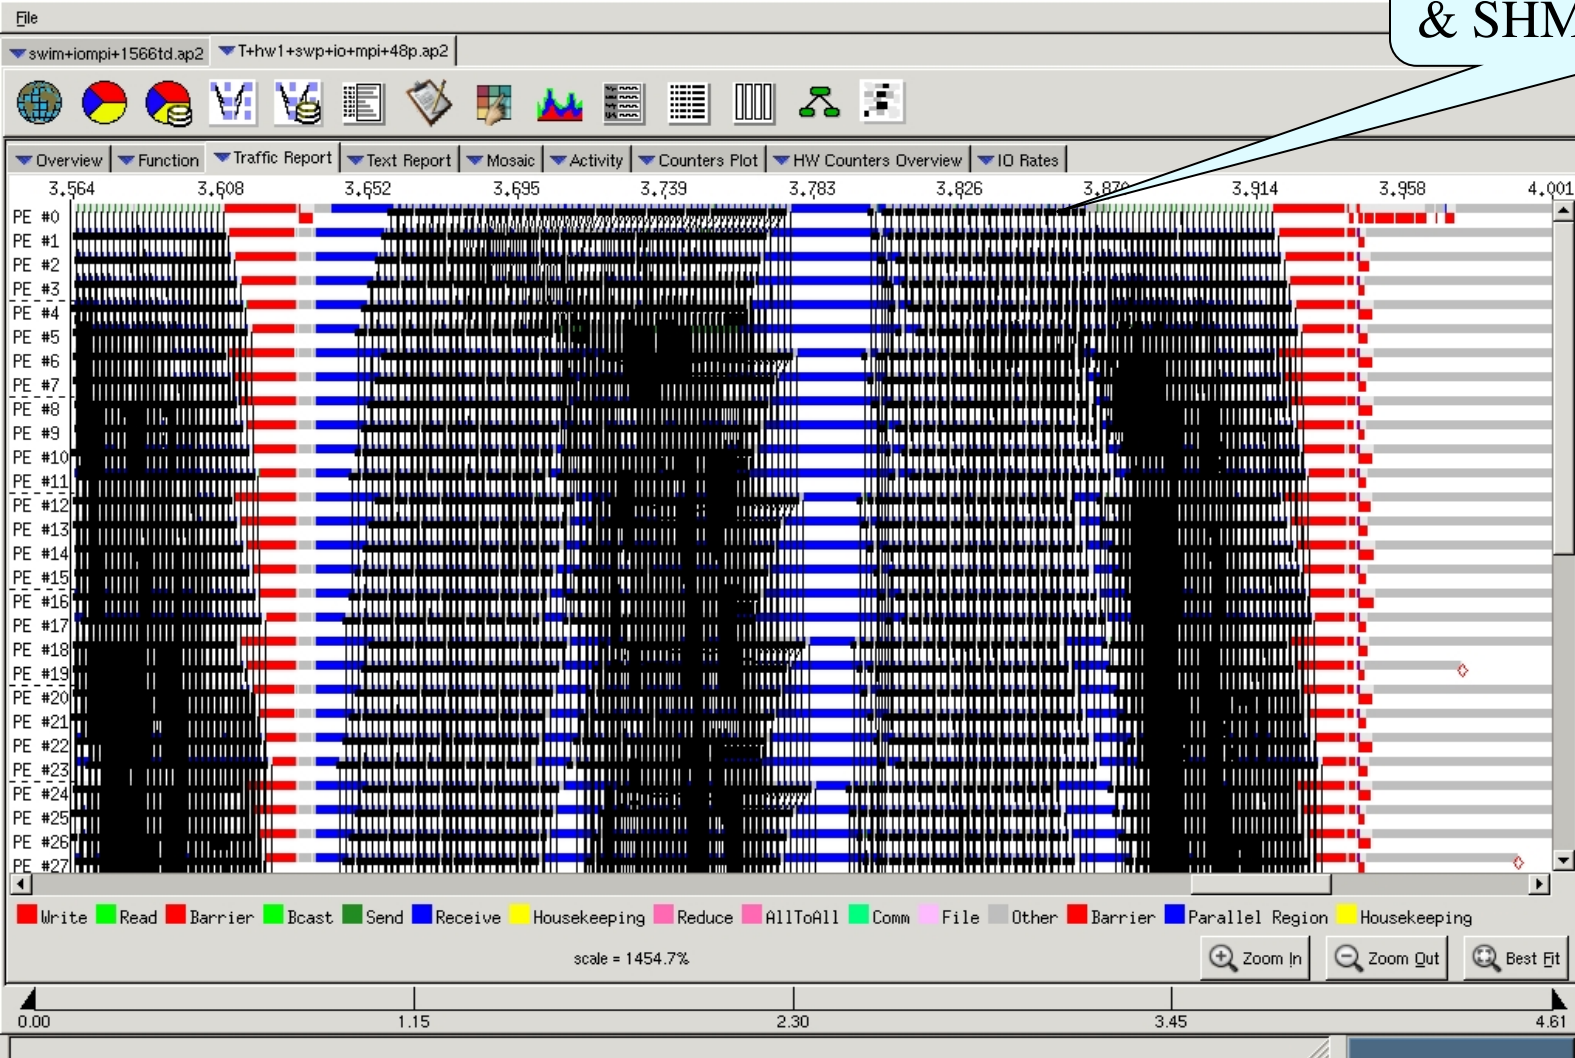 & SHM
File
swim+iompi+1566td.ap2 T+hw1+swp+io+mpi+48p.ap2
Overview Function Traffic Report Text Report Mosaic Activity Counters Plot HW Counters Overview IO Rates
3.564 3.608 3.652 3.695 3.739 3.783 3.826 3.870 3.914 3.958 4.001
PE #0
PE #1
PE #2
PE #3
PE #4
PE #5
PE #6
PE #7
PE #8
PE #9
PE #10
PE #11
PE #12
PE #13
PE #14
PE #15
PE #16
PE #17
PE #18
PE #19
PE #20
PE #21
PE #22
PE #23
PE #24
PE #25
PE #26
PE #27
Write Read Barrier Bcast Send Receive Housekeeping Reduce AllToAll Comm File Other Barrier Parallel Region Housekeeping
scale = 1454.7% Zoom In Zoom Out Best Fit
0.00 1.15 2.30 3.45 4.61